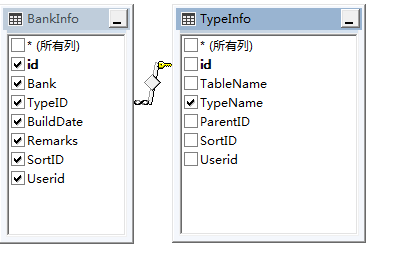 BankInfo
* (所有列)
id
Bank
TypeID
BuildDate
Remarks
SortID
Userid
TypeInfo
* (所有列)
id
TableName
TypeName
ParentID
SortID
Userid